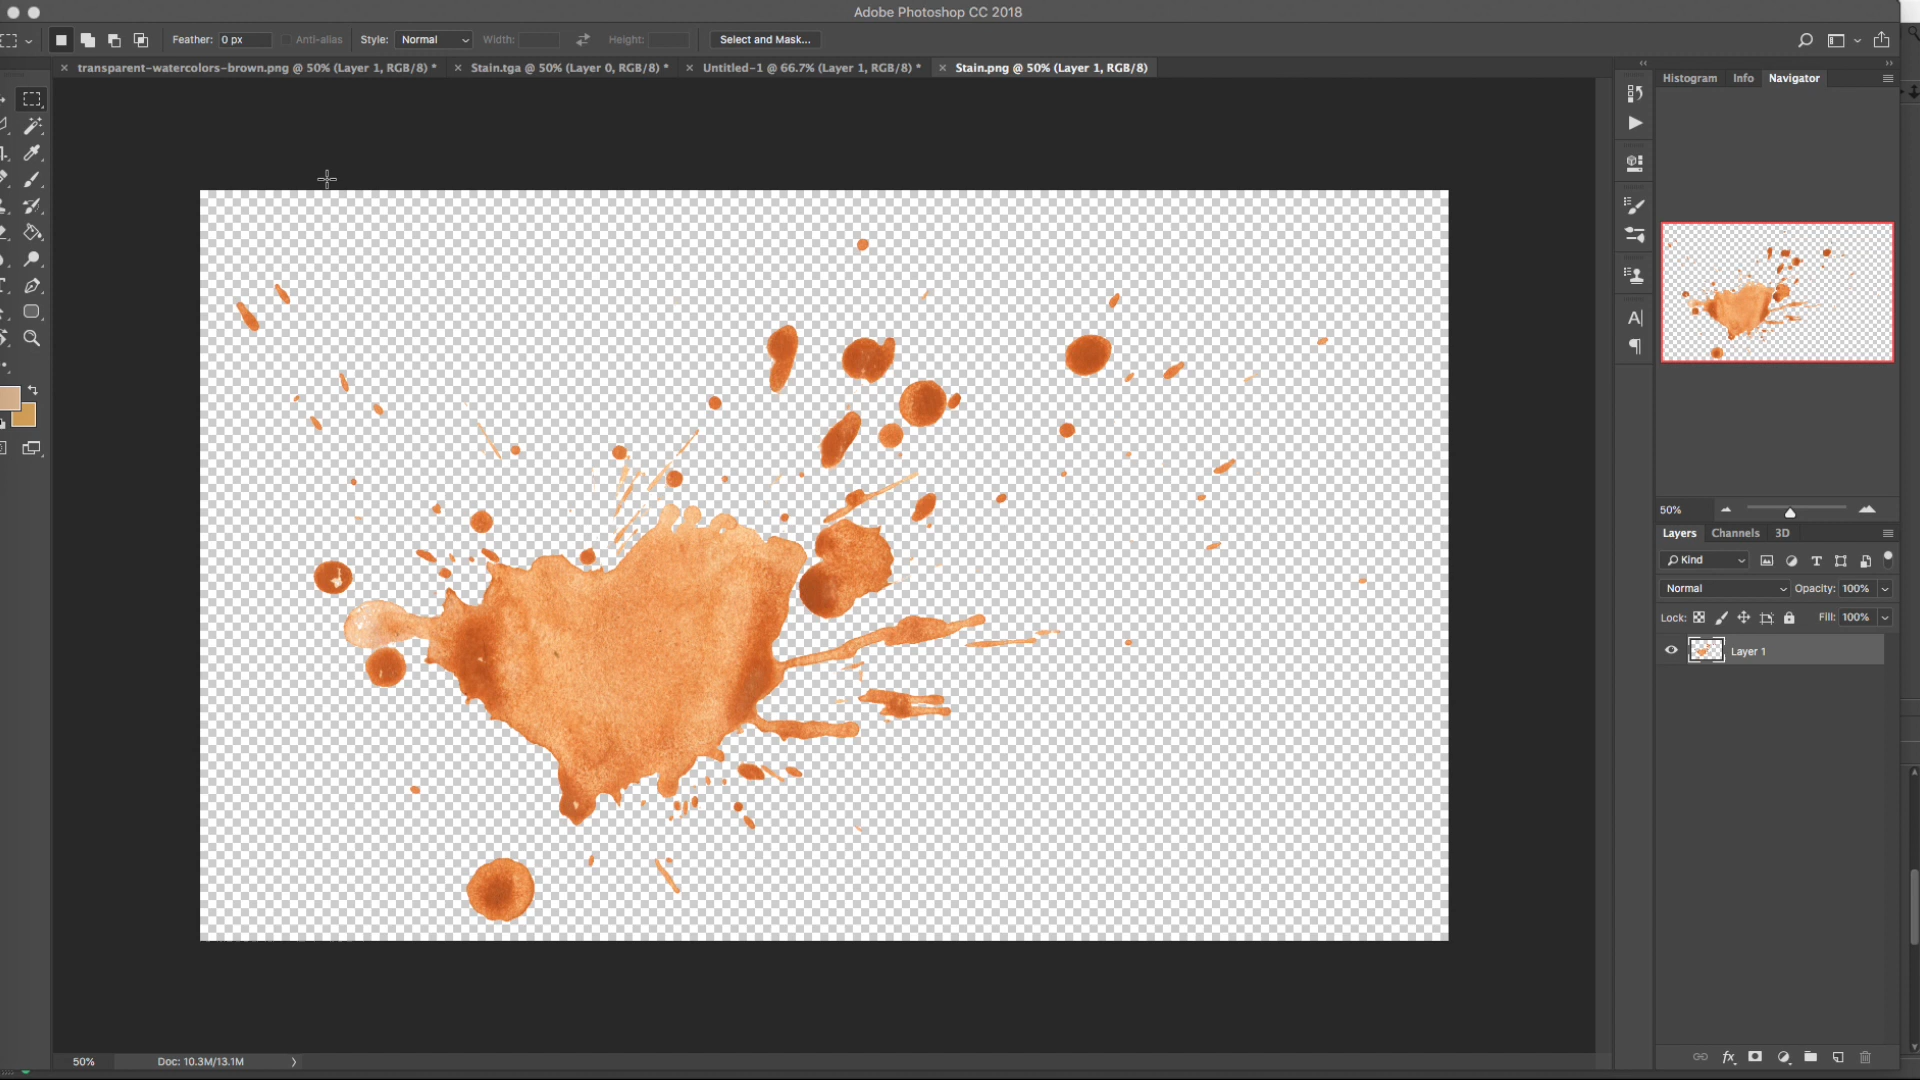 Adobe Photoshop CC 2018
Feather: 0 px Anti-alias Style: Normal Width: Height: Select and Mask...
transparent-watercolors-brown.png @ 50% (Layer 1, RGB/8) * Stain.tga @ 50% (Layer 0, RGB/8) * Untitled-1 @ 66.7% (Layer 1, RGB/8) * Stain.png @ 50% (Layer 1, RGB/8)
Histogram Info Navigator
50%
Layers Channels 3D
Kind
Normal Opacity: 100%
Lock: Fill: 100%
Layer 1
50% Doc: 10.3M/13.1M